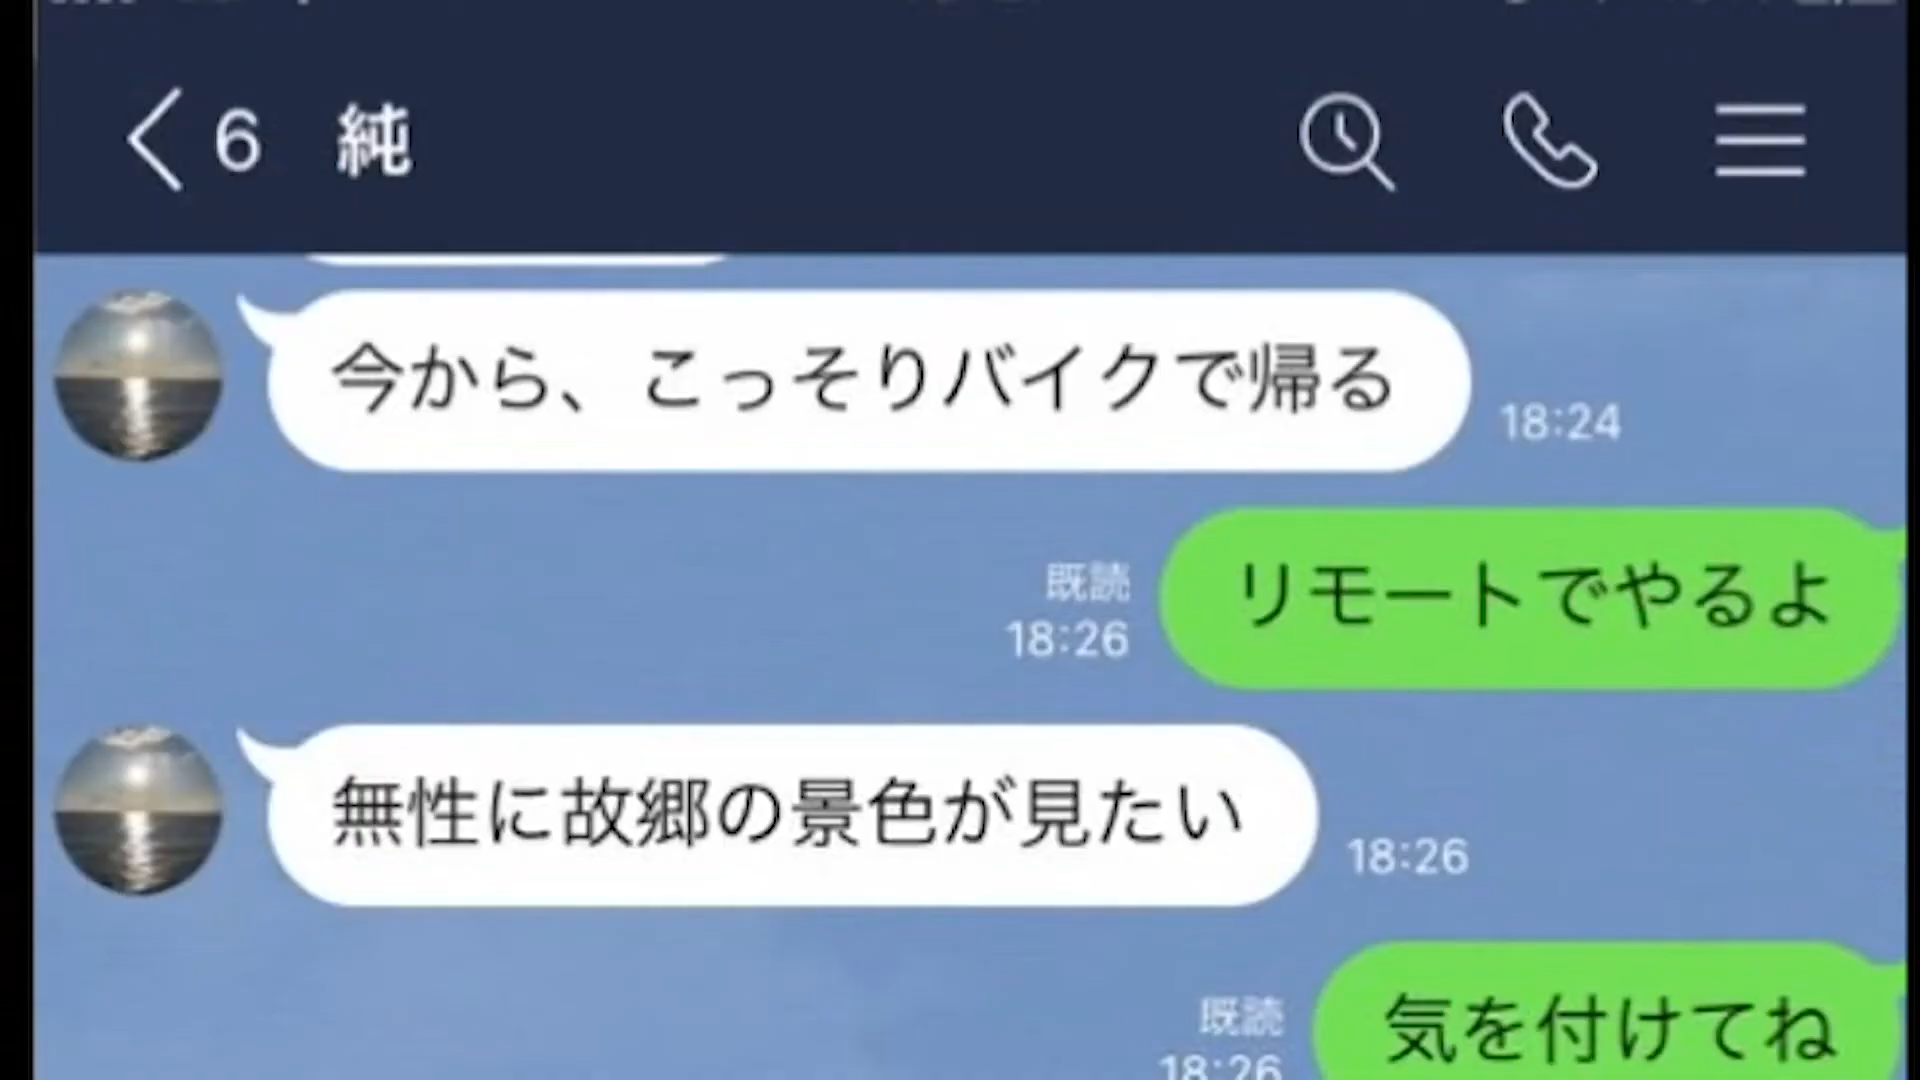 6 純
今から、こっそりバイクで帰る
18:24
リモートでやるよ
既読
18:26
無性に故郷の景色が見たい
18:26
気を付けてね
既読
18:26